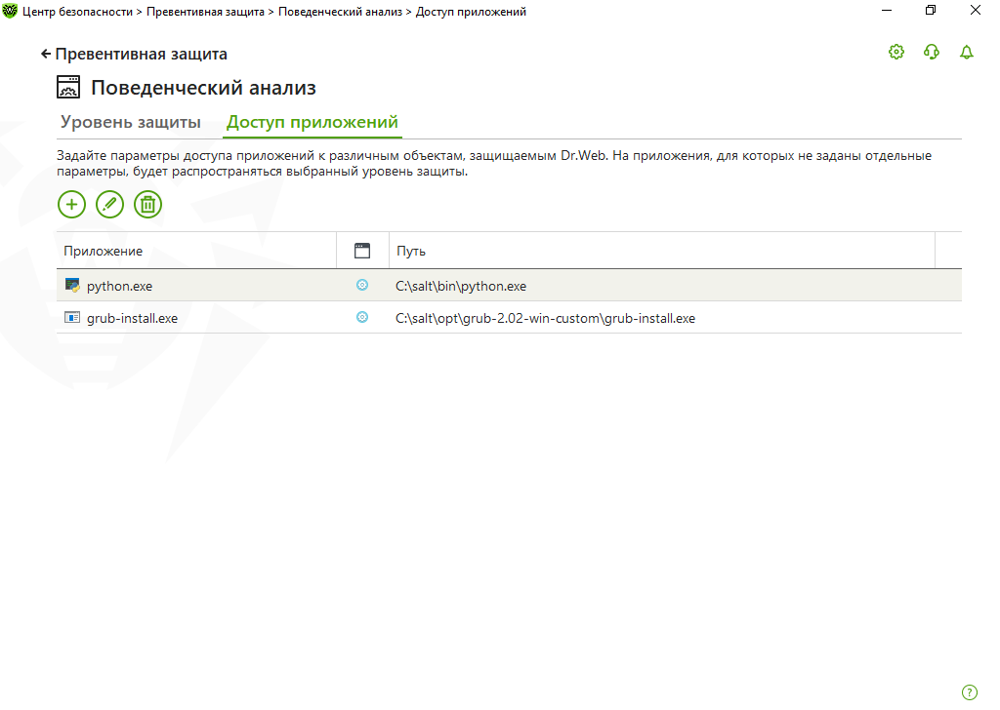 Центр безопасности > Превентивная защита > Поведенческий анализ > Доступ приложений
Превентивная защита
Поведенческий анализ
Уровень защиты Доступ приложений
Задайте параметры доступа приложений к различным объектам, защищаемым Dr.Web. На приложения, для которых не заданы отдельные
параметры, будет распространяться выбранный уровень защиты.
Приложение Путь
python.exe C:\salt\bin\python.exe
grub-install.exe C:\salt\opt\grub-2.02-win-custom\grub-install.exe
?